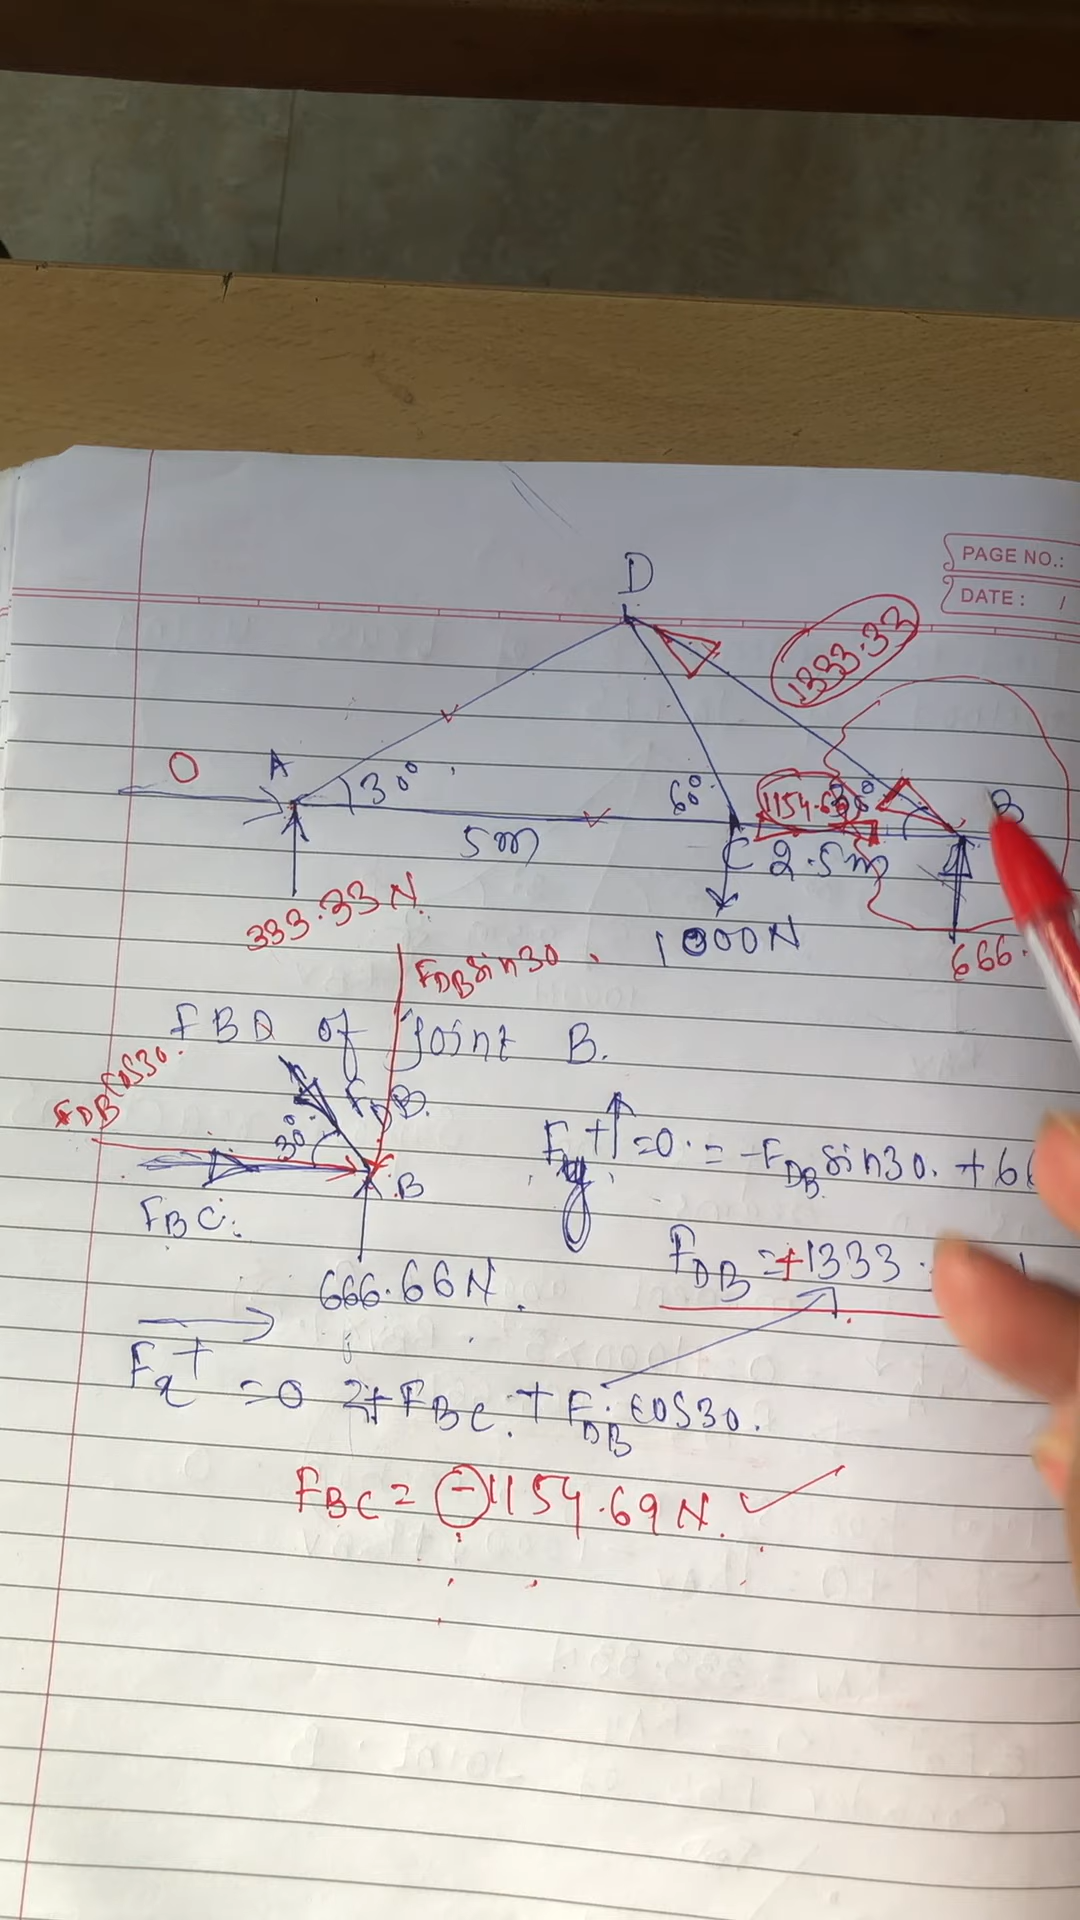 PAGE NO.:
DATE: /
D
1333.33
O
A
30°
60°
1154.6
30°
B
5m
C
2.5m
333.33N.
1000N
666.
FDB sin30
FBD of Joint B.
FDB cos30.
FDB.
30°
B
FBC.
666.66N.
Fy+↑ =0. = -FDB sin30. + 6
FDB = +1333.
Fx+ =0 = + FBC. + FDB cos30.
FBC = -1154.69 N.